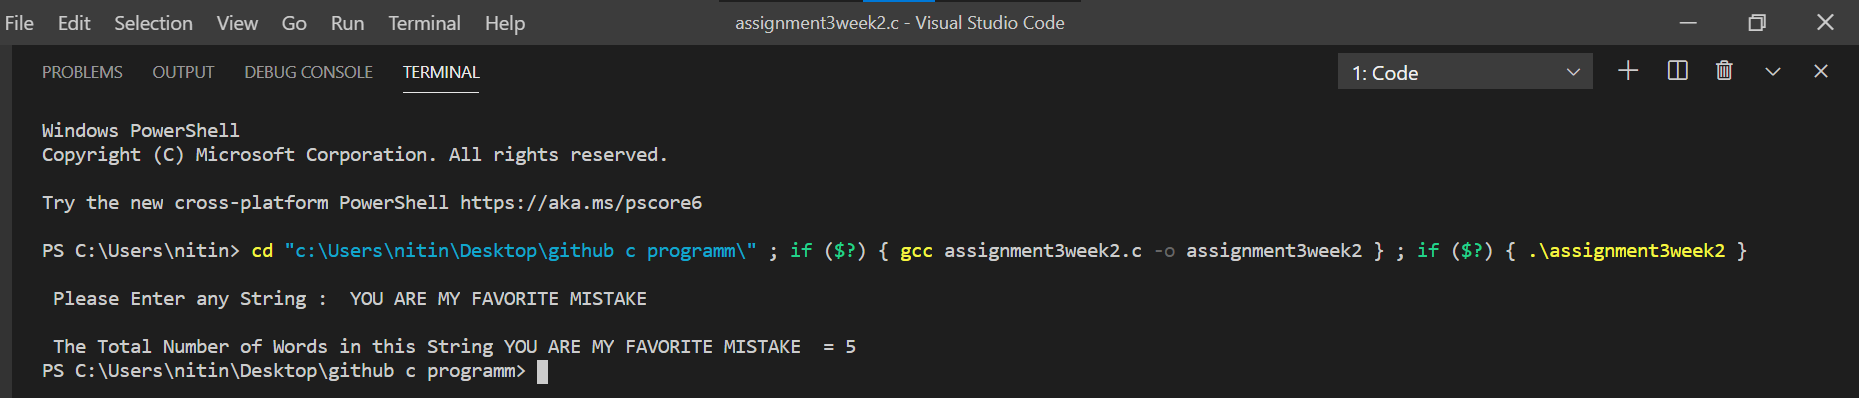 File Edit Selection View Go Run Terminal Help assignment3week2.c - Visual Studio Code
PROBLEMS OUTPUT DEBUG CONSOLE TERMINAL 1: Code
Windows PowerShell
Copyright (C) Microsoft Corporation. All rights reserved.
Try the new cross-platform PowerShell https://aka.ms/pscore6
PS C:\Users\nitin> cd "c:\Users\nitin\Desktop\github c programm\" ; if ($?) { gcc assignment3week2.c -o assignment3week2 } ; if ($?) { .\assignment3week2 }
Please Enter any String :  YOU ARE MY FAVORITE MISTAKE
The Total Number of Words in this String YOU ARE MY FAVORITE MISTAKE  = 5
PS C:\Users\nitin\Desktop\github c programm>